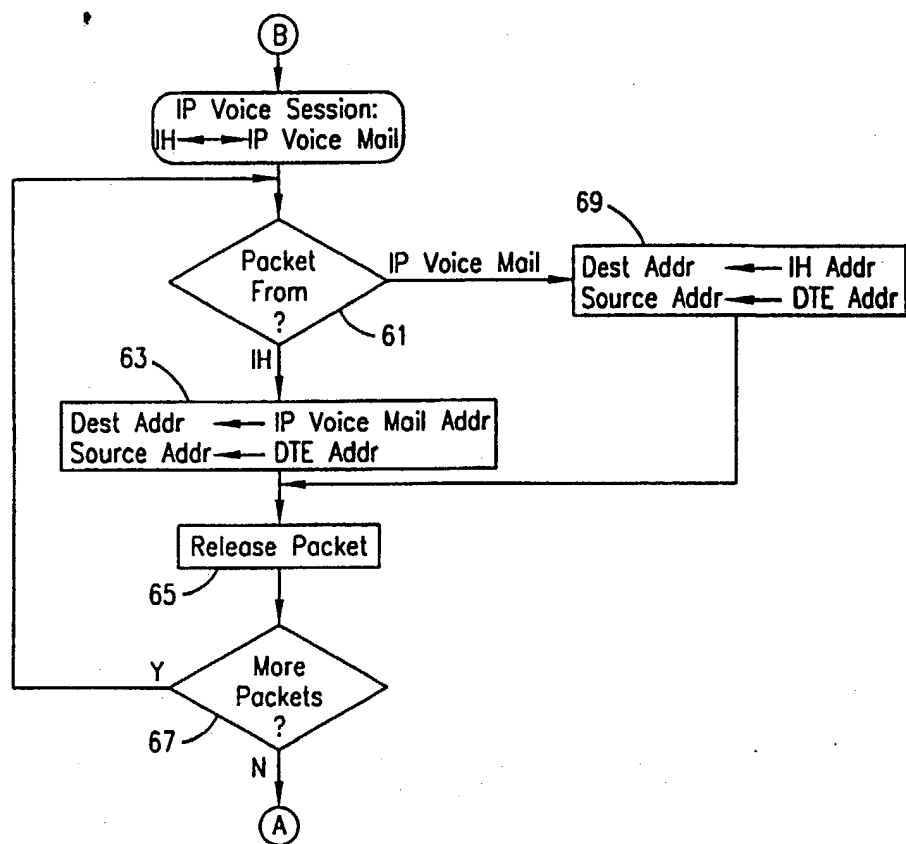 B
IP Voice Session:
IH⟷IP Voice Mail
Packet
From
?
61
IP Voice Mail
69
Dest Addr ← IH Addr
Source Addr ← DTE Addr
IH
63
Dest Addr ← IP Voice Mail Addr
Source Addr ← DTE Addr
Release Packet
65
Y
More
Packets
?
67
N
A